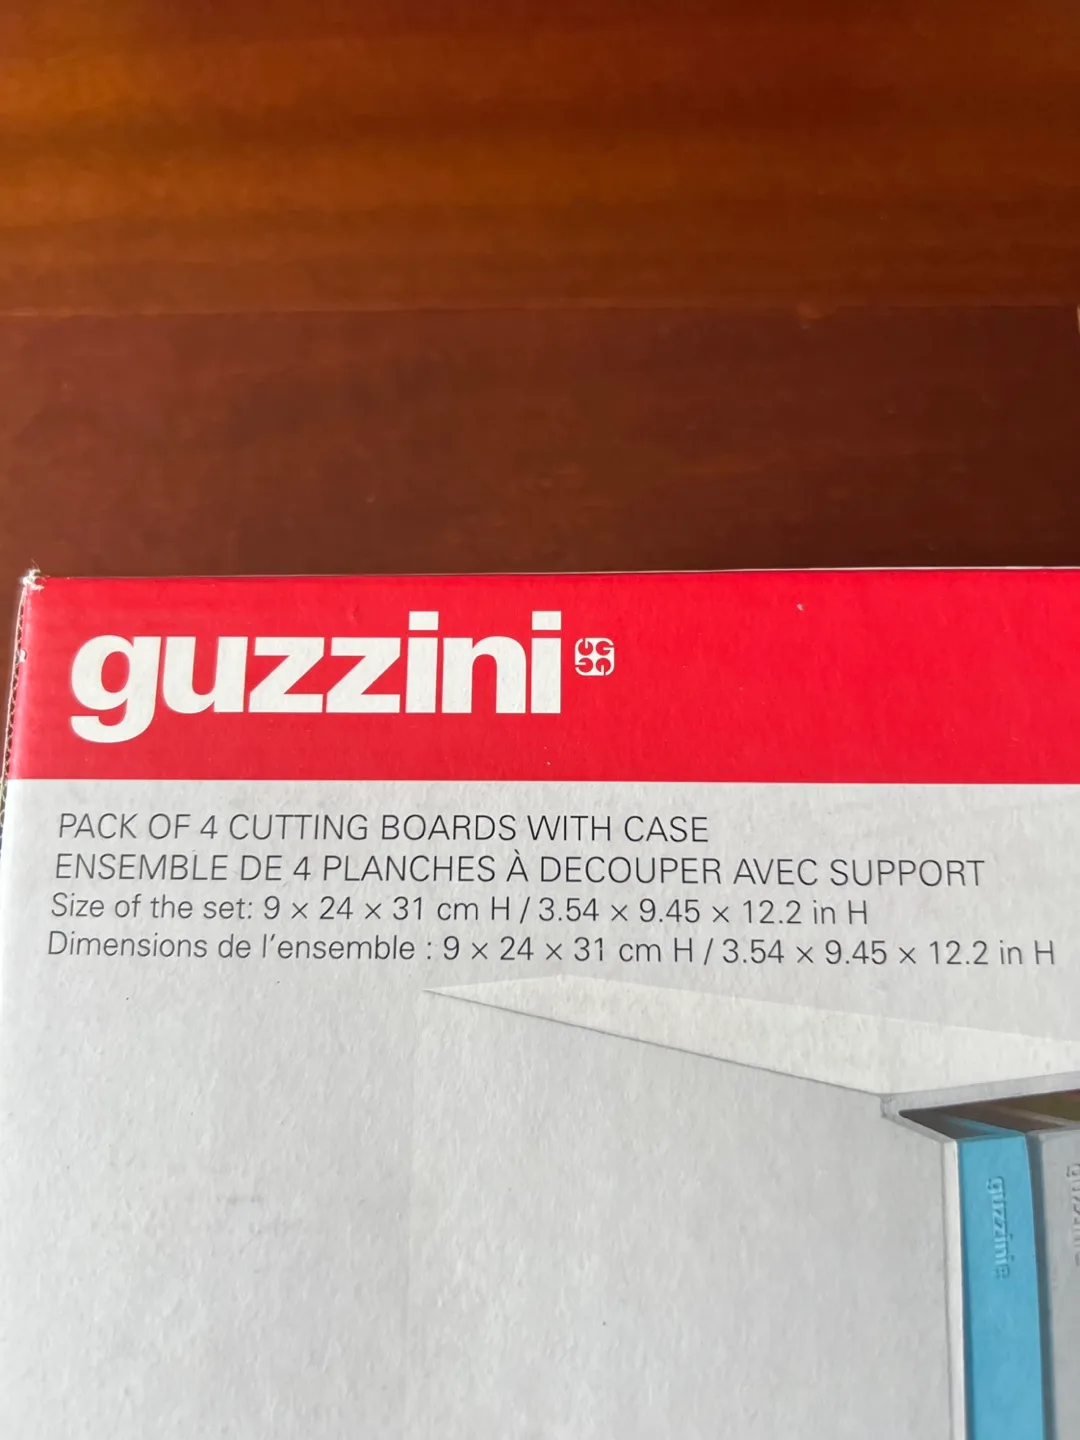 guzzini
PACK OF 4 CUTTING BOARDS WITH CASE
ENSEMBLE DE 4 PLANCHES À DECOUPER AVEC SUPPORT
Size of the set: 9 × 24 × 31 cm H / 3.54 × 9.45 × 12.2 in H
Dimensions de l'ensemble : 9 × 24 × 31 cm H / 3.54 × 9.45 × 12.2 in H
guzzini